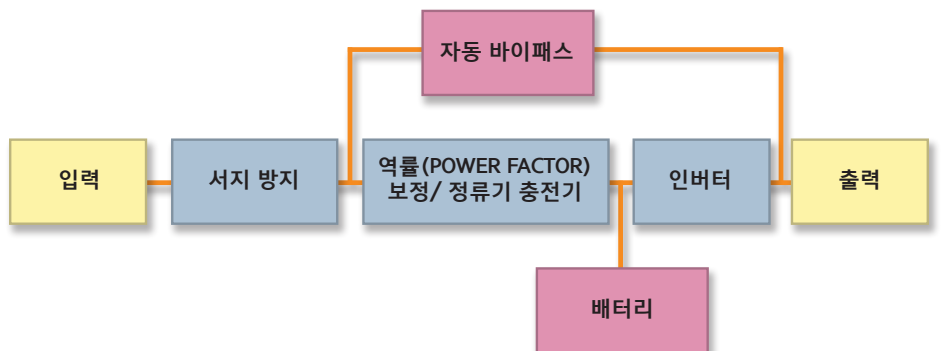 자동 바이패스
입력
서지 방지
역률(POWER FACTOR)
보정/ 정류기 충전기
인버터
출력
배터리